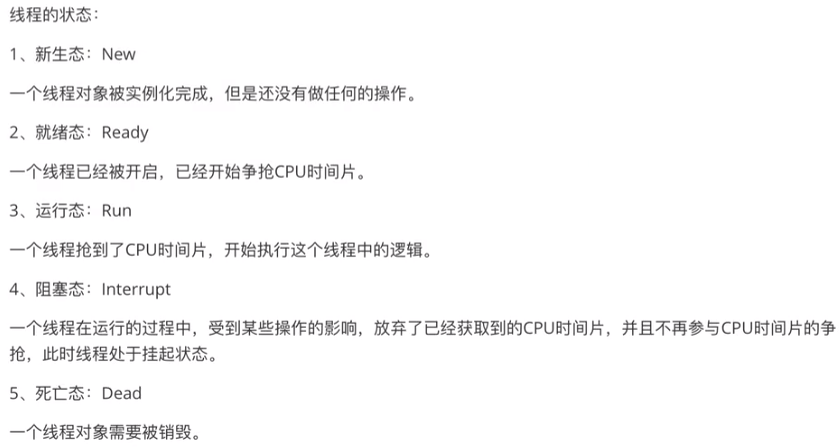 线程的状态：
1、新生态：New
一个线程对象被实例化完成，但是还没有做任何的操作。
2、就绪态：Ready
一个线程已经被开启，已经开始争抢CPU时间片。
3、运行态：Run
一个线程抢到了CPU时间片，开始执行这个线程中的逻辑。
4、阻塞态：Interrupt
一个线程在运行的过程中，受到某些操作的影响，放弃了已经获取到的CPU时间片，并且不再参与CPU时间片的争
抢，此时线程处于挂起状态。
5、死亡态：Dead
一个线程对象需要被销毁。